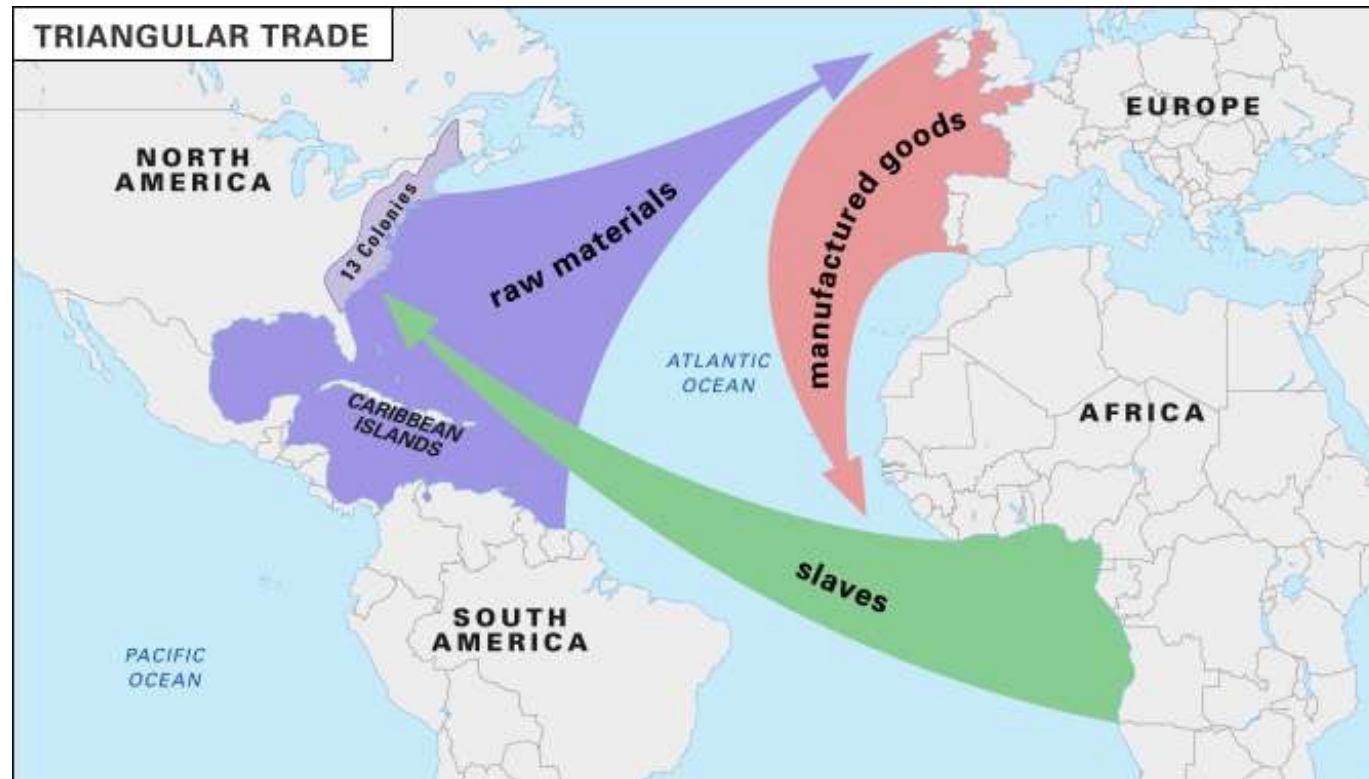 TRIANGULAR TRADE
NORTH
AMERICA
13 Colonies
raw materials
manufactured goods
EUROPE
ATLANTIC
OCEAN
CARIBBEAN
ISLANDS
AFRICA
slaves
SOUTH
AMERICA
PACIFIC
OCEAN